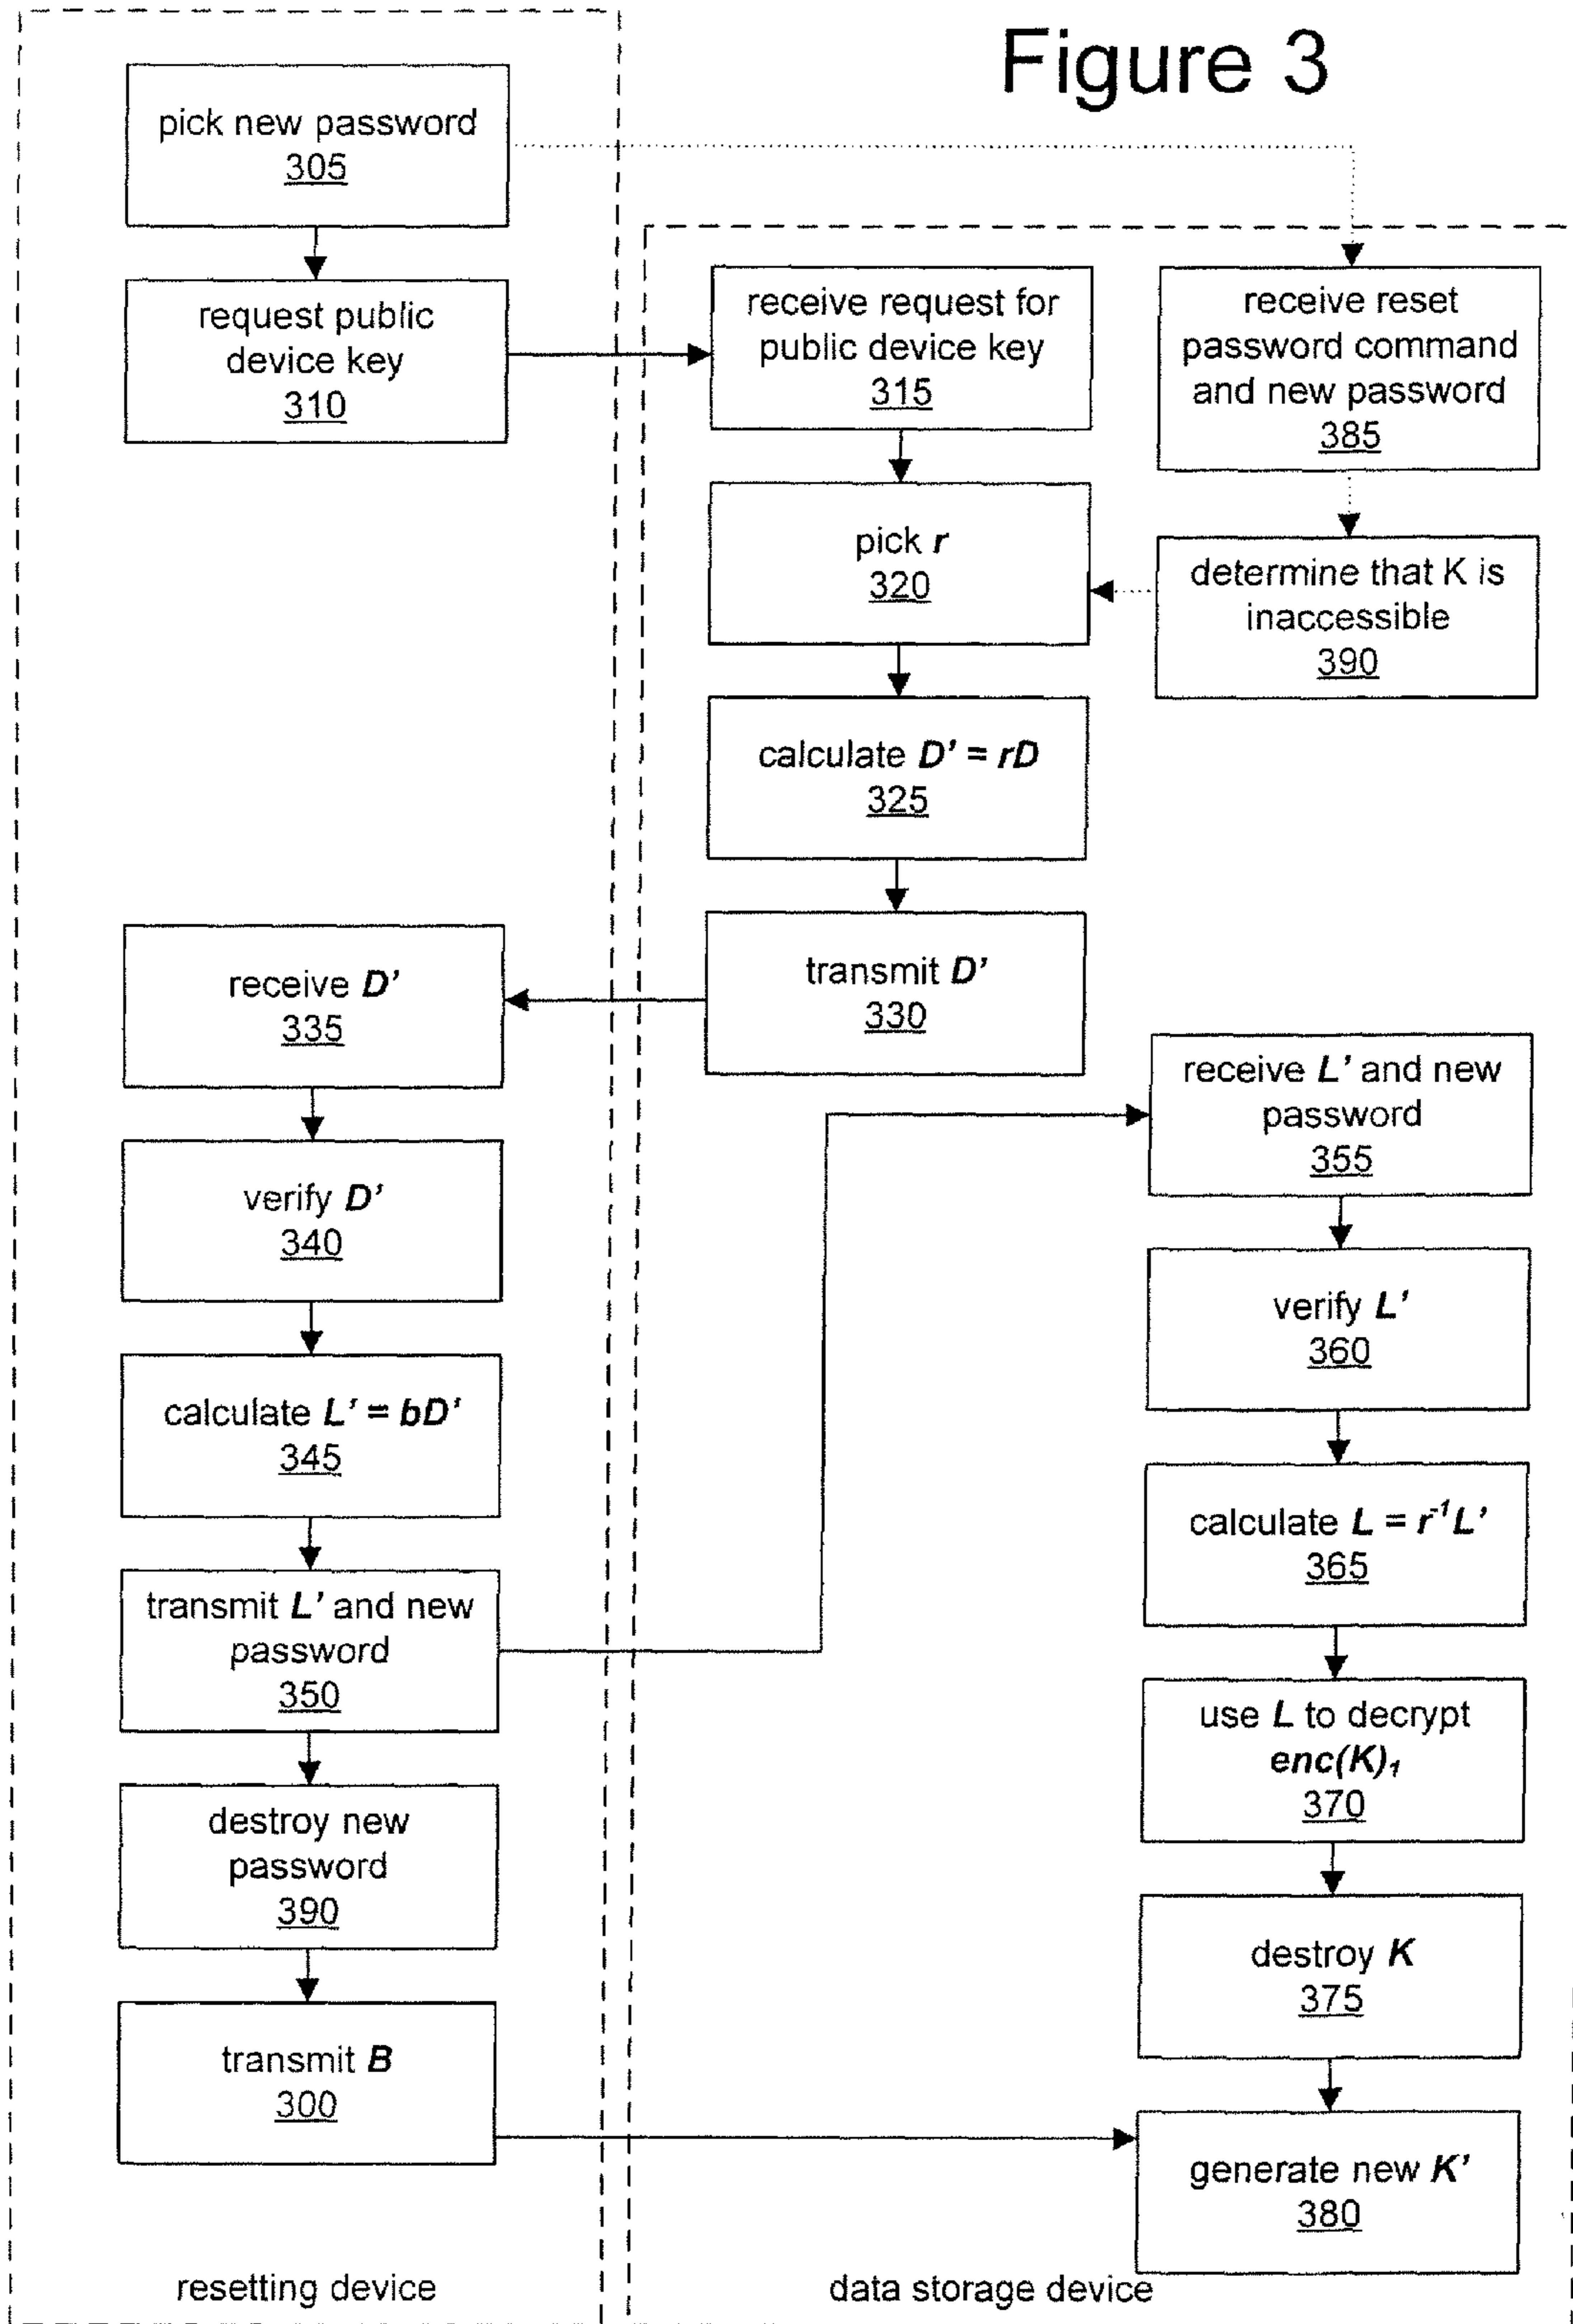 Figure 3
pick new password
305
request public
device key
310
receive request for
public device key
315
receive reset
password command
and new password
385
pick r
320
determine that K is
inaccessible
390
calculate D' = rD
325
transmit D'
330
receive D'
335
verify D'
340
calculate L' = bD'
345
transmit L' and new
password
350
receive L' and new
password
355
verify L'
360
calculate L = r⁻¹L'
365
use L to decrypt
enc(K)₁
370
destroy new
password
390
destroy K
375
transmit B
300
generate new K'
380
resetting device
data storage device